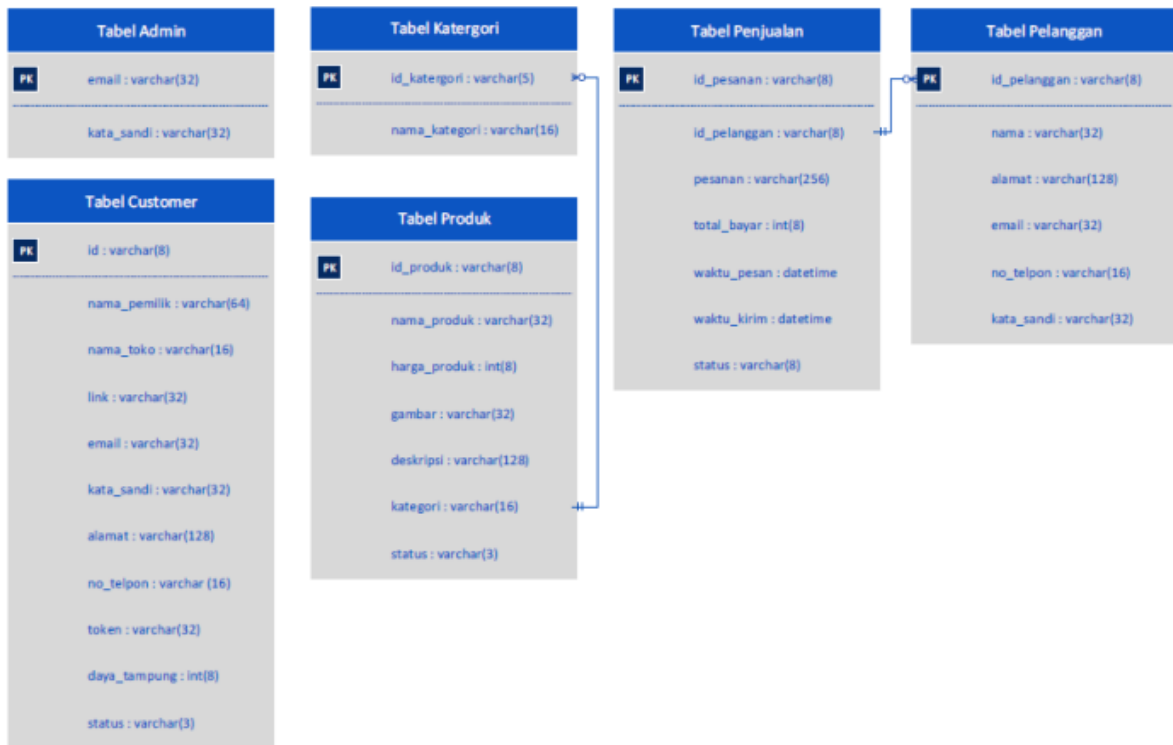 Tabel Admin
PK
email : varchar(32)
kata_sandi : varchar(32)
Tabel Customer
PK
id : varchar(8)
nama_pemilik : varchar(64)
nama_toko : varchar(16)
link : varchar(32)
email : varchar(32)
kata_sandi : varchar(32)
alamat : varchar(128)
no_telpon : varchar (16)
token : varchar(32)
daya_tampung : int(8)
status : varchar(3)
Tabel Katergori
PK
id_katergori : varchar(5)
nama_kategori : varchar(16)
Tabel Produk
PK
id_produk : varchar(8)
nama_produk : varchar(32)
harga_produk : int(8)
gambar : varchar(32)
deskripsi : varchar(128)
kategori : varchar(16)
status : varchar(3)
Tabel Penjualan
PK
id_pesanan : varchar(8)
id_pelanggan : varchar(8)
pesanan : varchar(256)
total_bayar : int(8)
waktu_pesan : datetime
waktu_kirim : datetime
status : varchar(8)
Tabel Pelanggan
PK
id_pelanggan : varchar(8)
nama : varchar(32)
alamat : varchar(128)
email : varchar(32)
no_telpon : varchar(16)
kata_sandi : varchar(32)